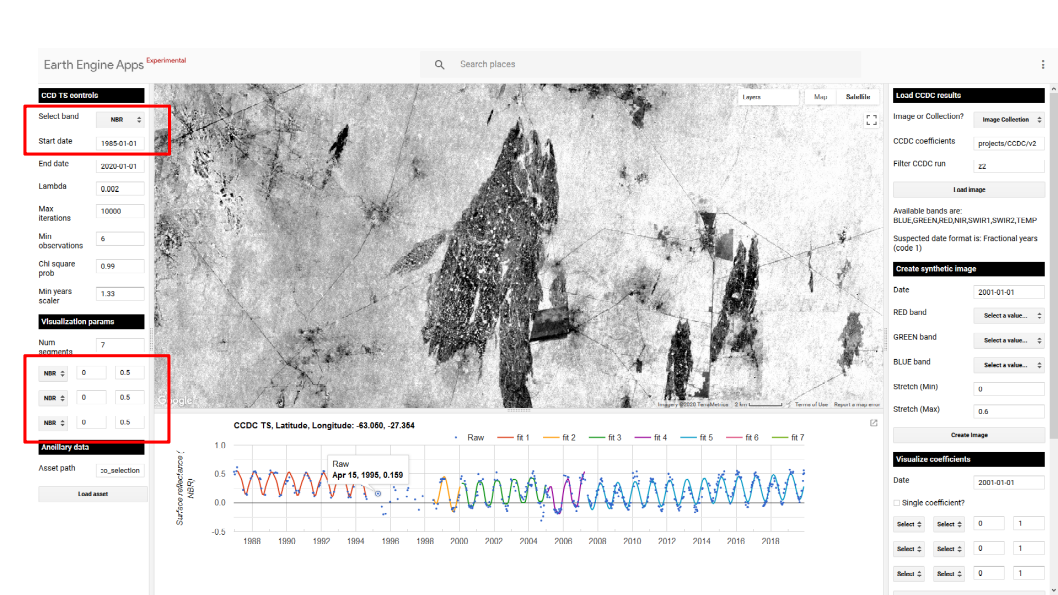 Earth Engine Apps Experimental
Search places
CCD TS controls
Select band NBR
Start date 1985-01-01
End date 2020-01-01
Lambda 0.002
Max
iterations 10000
Min
observations 6
Chi square
prob 0.99
Min years
scaler 1.33
Visualization params
Num
segments 7
NBR 0 0.5
NBR 0 0.5
NBR 0 0.5
Ancillary data
Asset path :o_selection
Load asset
Layers
Map Satellite
Google
Imagery ©2020 TerraMetrics 2 km Terms of Use Report a map error
CCDC TS, Latitude, Longitude: -63.060, -27.364
Raw fit 1 fit 2 fit 3 fit 4 fit 5 fit 6 fit 7
Surface reflectance (
NBR)
1.0
0.5
0.0
-0.5
Raw
Apr 15, 1995, 0.159
1988 1990 1992 1994 1996 1998 2000 2002 2004 2006 2008 2010 2012 2014 2016 2018
Load CCDC results
Image or Collection? Image Collection
CCDC coefficients projects/CCDC/v2
Filter CCDC run z2
Load image
Available bands are:
BLUE,GREEN,RED,NIR,SWIR1,SWIR2,TEMP
Suspected date format is: Fractional years
(code 1)
Create synthetic image
Date 2001-01-01
RED band Select a value...
GREEN band Select a value...
BLUE band Select a value...
Stretch (Min) 0
Stretch (Max) 0.6
Create Image
Visualize coefficients
Date 2001-01-01
Single coefficient?
Select Select 0 1
Select Select 0 1
Select Select 0 1